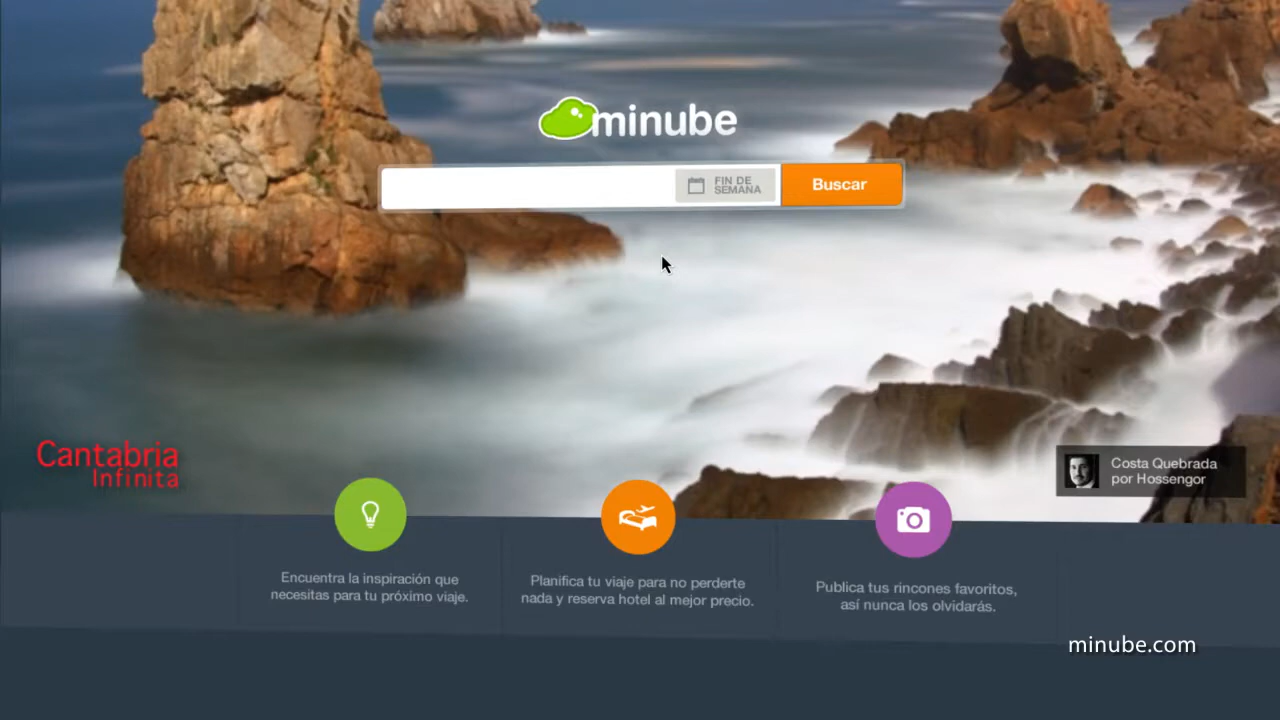 minube
FIN DE
SEMANA
Buscar
Cantabria
Infinita
Costa Quebrada
por Hossengor
Encuentra la inspiración que
necesitas para tu próximo viaje.
Planifica tu viaje para no perderte
nada y reserva hotel al mejor precio.
Publica tus rincones favoritos,
así nunca los olvidarás.
minube.com